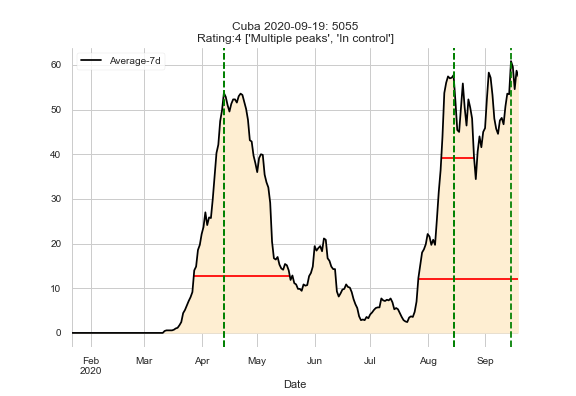 Cuba 2020-09-19: 5055
Rating:4 ['Multiple peaks', 'In control']
Average-7d
60
50
40
30
20
10
0
Feb
2020
Mar
Apr
May
Jun
Jul
Aug
Sep
Date